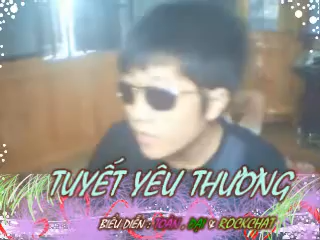 TUYẾT YÊU THƯƠNG
BIỂU DIỄN : TOÀN . ĐẠI & ROCKCHAT